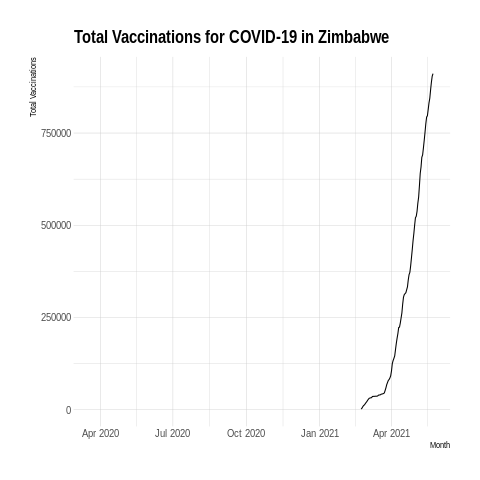 Total Vaccinations for COVID-19 in Zimbabwe
Total Vaccinations
750000
500000
250000
0
Apr 2020 Jul 2020 Oct 2020 Jan 2021 Apr 2021
Month